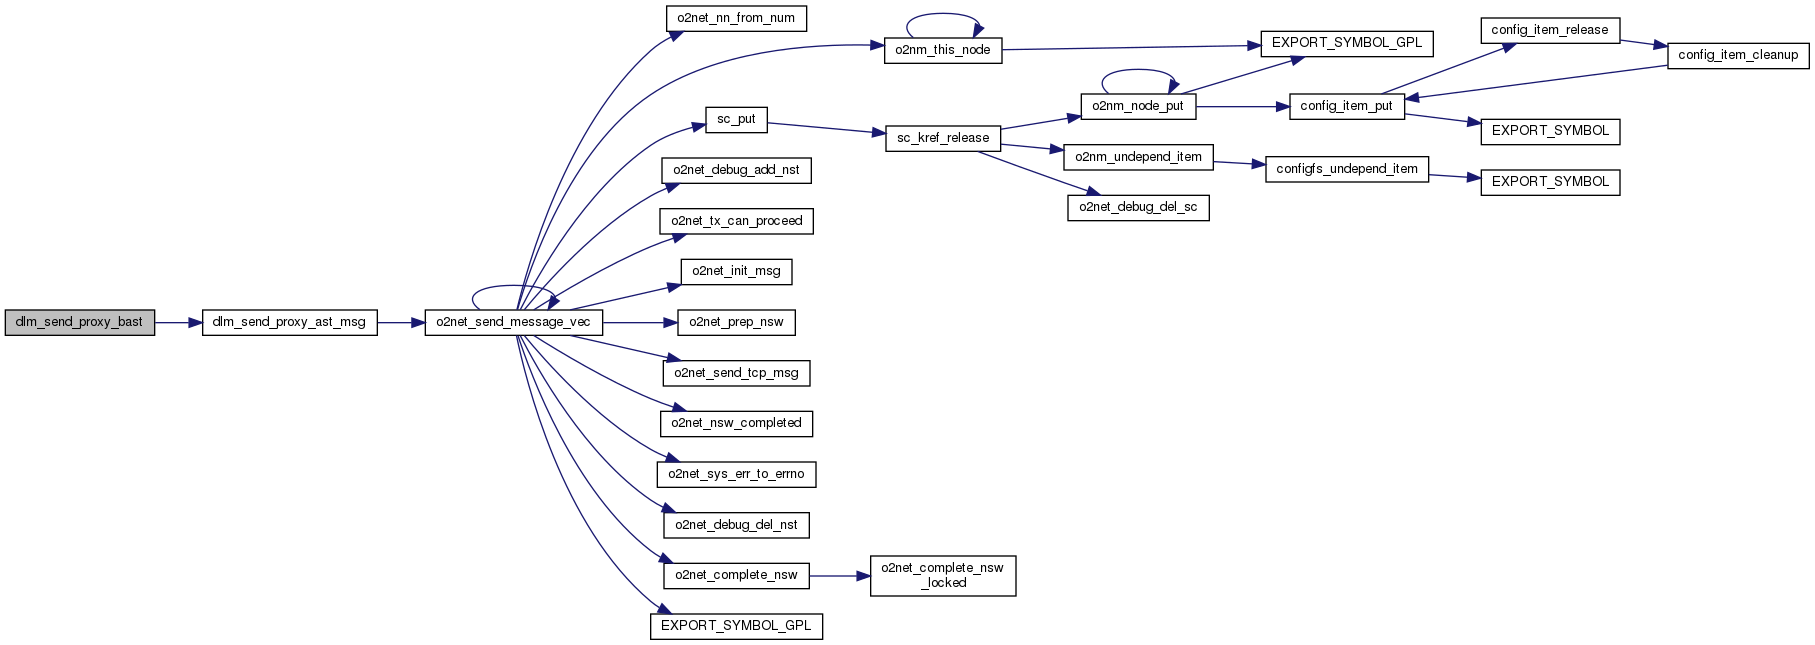 o2net_nn_from_num
o2nm_this_node
EXPORT_SYMBOL_GPL
config_item_release
config_item_cleanup
o2nm_node_put
config_item_put
EXPORT_SYMBOL
sc_put
sc_kref_release
o2nm_undepend_item
configfs_undepend_item
EXPORT_SYMBOL
o2net_debug_del_sc
o2net_debug_add_nst
o2net_tx_can_proceed
o2net_init_msg
dlm_send_proxy_bast
dlm_send_proxy_ast_msg
o2net_send_message_vec
o2net_prep_nsw
o2net_send_tcp_msg
o2net_nsw_completed
o2net_sys_err_to_errno
o2net_debug_del_nst
o2net_complete_nsw
o2net_complete_nsw
_locked
EXPORT_SYMBOL_GPL